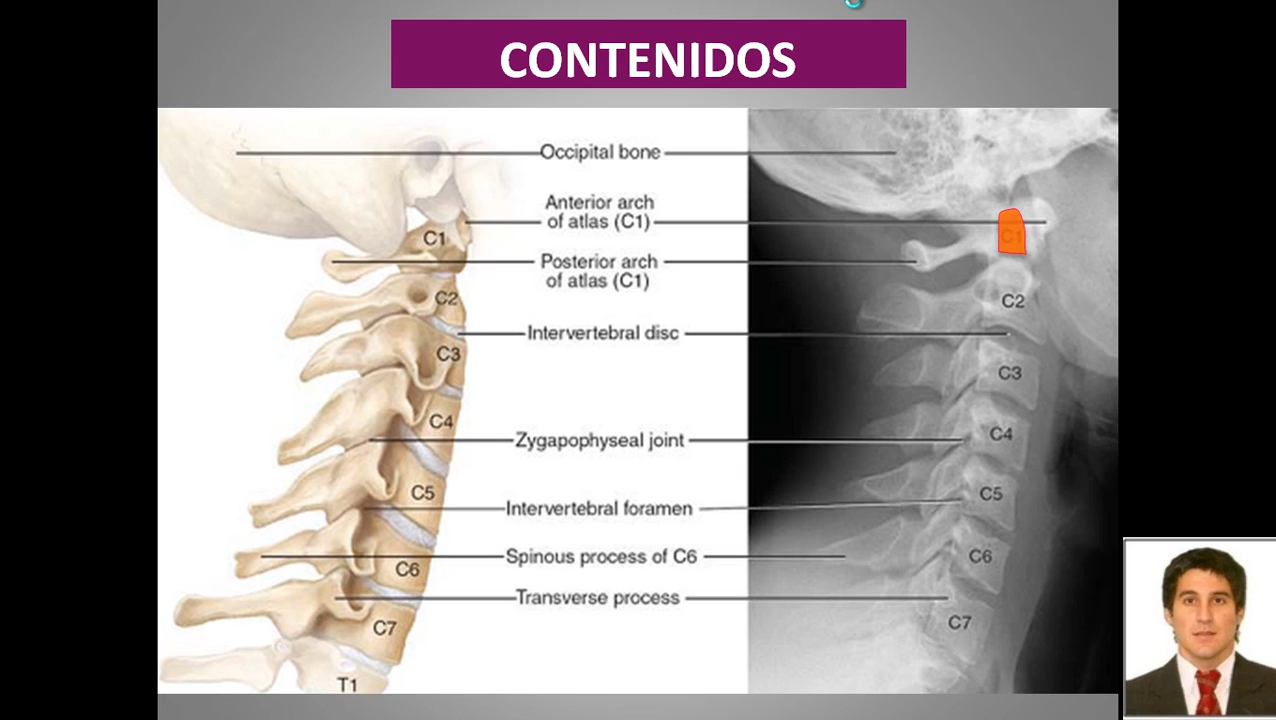 CONTENIDOS
Occipital bone
Anterior arch
of atlas (C1)
Posterior arch
of atlas (C1)
Intervertebral disc
Zygapophyseal joint
Intervertebral foramen
Spinous process of C6
Transverse process
C1
C2
C3
C4
C5
C6
C7
T1
C1
C2
C3
C4
C5
C6
C7